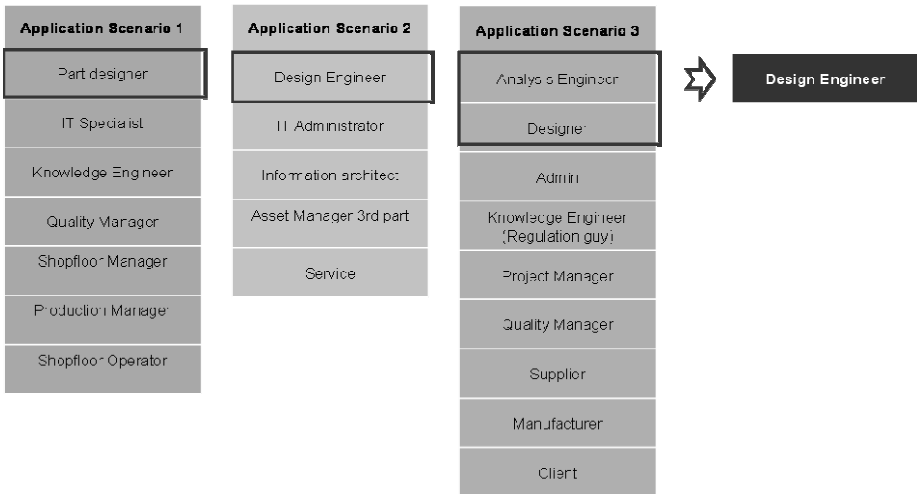 Application Scenario 1
Part designer
IT Specialist
Knowledge Engineer
Quality Manager
Shopfloor Manager
Production Manager
Shopfloor Operator
Application Scenario 2
Design Engineer
IT Administrator
Information architect
Asset Manager 3rd part
Service
Application Scenario 3
Analysis Engineer
Designer
Admin
Knowledge Engineer
(Regulation guy)
Project Manager
Quality Manager
Supplier
Manufacturer
Client
Design Engineer